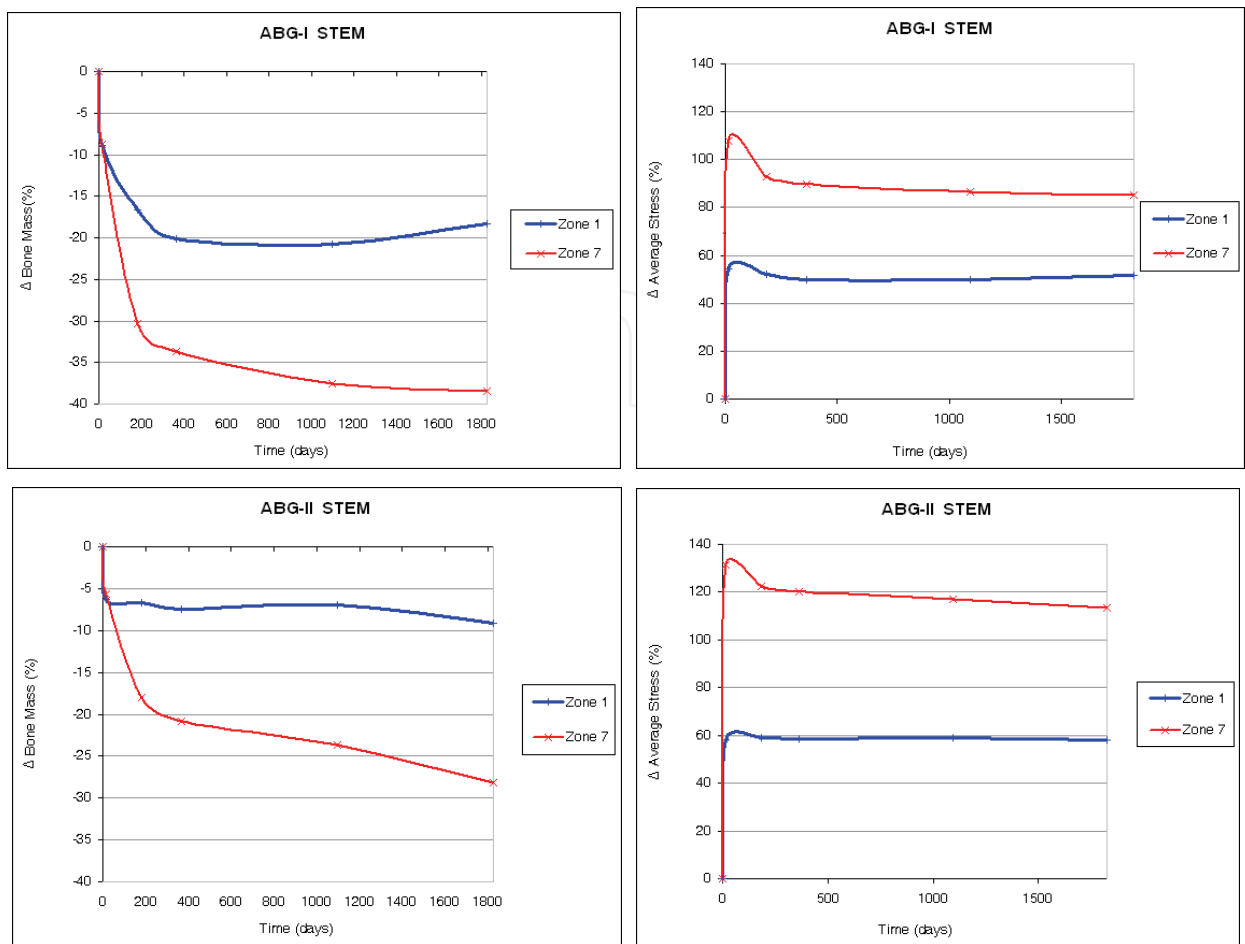 ABG-I STEM
0
-5
-10
-15
-20
-25
-30
-35
-40
0 200 400 600 800 1000 1200 1400 1600 1800
Δ Bone Mass(%)
Time (days)
Zone 1
Zone 7
ABG-I STEM
140
120
100
80
60
40
20
0
0 500 1000 1500
Δ Average Stress (%)
Time (days)
Zone 1
Zone 7
ABG-II STEM
0
-5
-10
-15
-20
-25
-30
-35
-40
0 200 400 600 800 1000 1200 1400 1600 1800
Δ Bone Mass (%)
Time (days)
Zone 1
Zone 7
ABG-II STEM
140
120
100
80
60
40
20
0
0 500 1000 1500
Δ Average Stress (%)
Time (days)
Zone 1
Zone 7